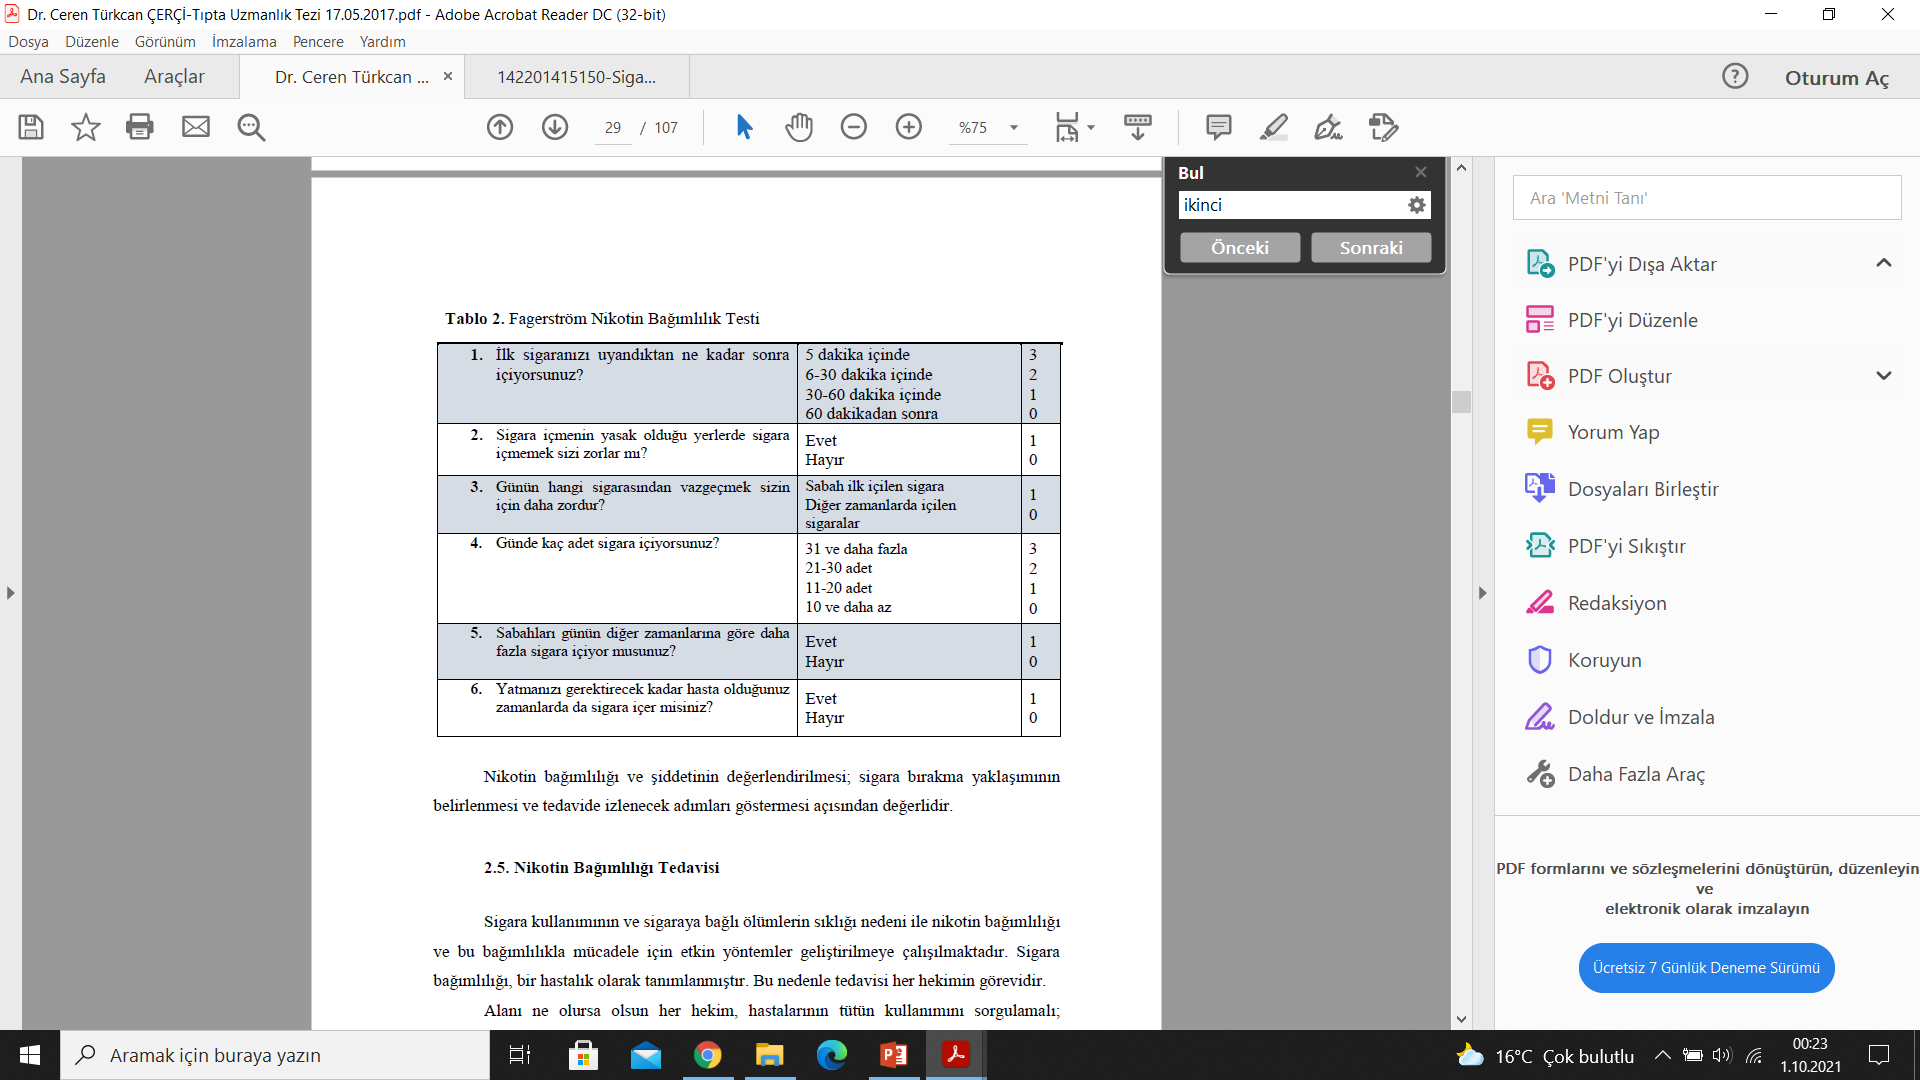 Dr. Ceren Türkcan ÇERÇİ-Tıpta Uzmanlık Tezi 17.05.2017.pdf - Adobe Acrobat Reader DC (32-bit)
Dosya Düzenle Görünüm İmzalama Pencere Yardım
Ana Sayfa Araçlar Dr. Ceren Türkcan ... × 142201415150-Siga... Oturum Aç
29 / 107 %75
Bul
ikinci
Önceki Sonraki
Tablo 2. Fagerström Nikotin Bağımlılık Testi
1. İlk sigaranızı uyandıktan ne kadar sonra
içiyorsunuz?
5 dakika içinde 3
6-30 dakika içinde 2
30-60 dakika içinde 1
60 dakikadan sonra 0
2. Sigara içmenin yasak olduğu yerlerde sigara
içmemek sizi zorlar mı?
Evet 1
Hayır 0
3. Günün hangi sigarasından vazgeçmek sizin
için daha zordur?
Sabah ilk içilen sigara 1
Diğer zamanlarda içilen 0
sigaralar
4. Günde kaç adet sigara içiyorsunuz?
31 ve daha fazla 3
21-30 adet 2
11-20 adet 1
10 ve daha az 0
5. Sabahları günün diğer zamanlarına göre daha
fazla sigara içiyor musunuz?
Evet 1
Hayır 0
6. Yatmanızı gerektirecek kadar hasta olduğunuz
zamanlarda da sigara içer misiniz?
Evet 1
Hayır 0
Nikotin bağımlılığı ve şiddetinin değerlendirilmesi; sigara bırakma yaklaşımının
belirlenmesi ve tedavide izlenecek adımları göstermesi açısından değerlidir.
2.5. Nikotin Bağımlılığı Tedavisi
Sigara kullanımının ve sigaraya bağlı ölümlerin sıklığı nedeni ile nikotin bağımlılığı
ve bu bağımlılıkla mücadele için etkin yöntemler geliştirilmeye çalışılmaktadır. Sigara
bağımlılığı, bir hastalık olarak tanımlanmıştır. Bu nedenle tedavisi her hekimin görevidir.
Alanı ne olursa olsun her hekim, hastalarının tütün kullanımını sorgulamalı;
Ara 'Metni Tanı'
PDF'yi Dışa Aktar
PDF'yi Düzenle
PDF Oluştur
Yorum Yap
Dosyaları Birleştir
PDF'yi Sıkıştır
Redaksiyon
Koruyun
Doldur ve İmzala
Daha Fazla Araç
PDF formlarını ve sözleşmelerini dönüştürün, düzenleyin
ve
elektronik olarak imzalayın
Ücretsiz 7 Günlük Deneme Sürümü
Aramak için buraya yazın
16°C Çok bulutlu
00:23
1.10.2021